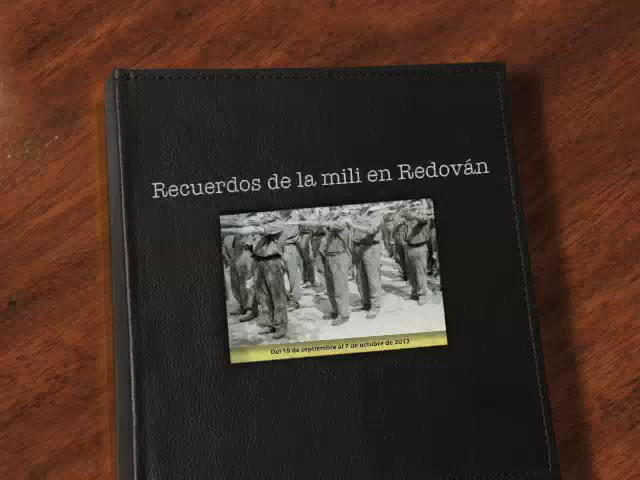 Recuerdos de la mili en Redován
Del 19 de septiembre al 7 de octubre de 2012